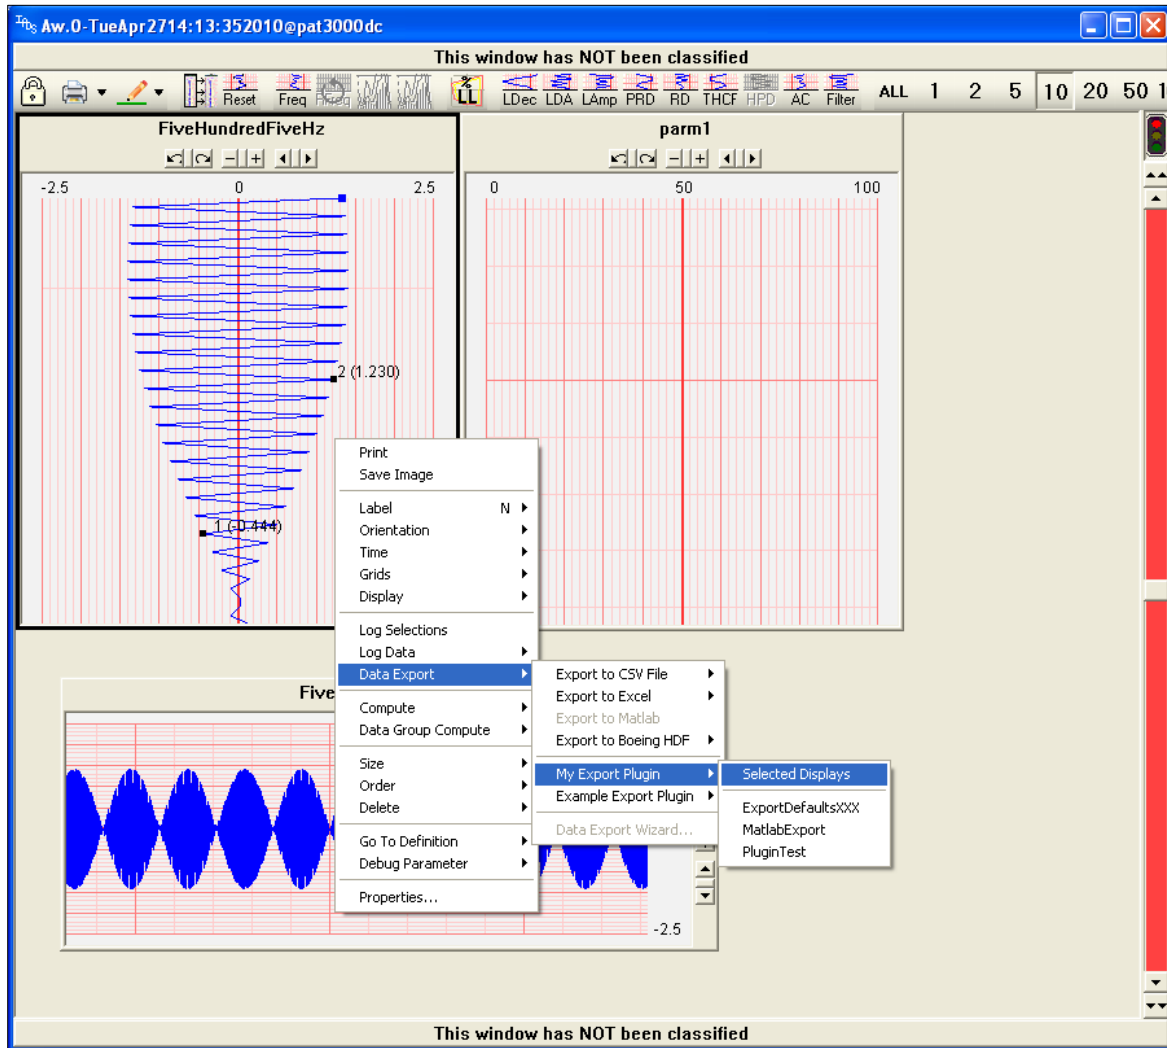 IADS Aw.0-TueApr2714:13:352010@pat3000dc
This window has NOT been classified
Reset Freq LDec LDA LAmp PRD RD THCF HPD AC Filter ALL 1 2 5 10 20 50 1
%
LL
FiveHundredFiveHz
-2.5 0 2.5
2 (1.230)
1 (-0.444)
parm1
0 50 100
Print
Save Image
Label N
Orientation
Time
Grids
Display
Log Selections
Log Data
Data Export
Compute
Data Group Compute
Size
Order
Delete
Go To Definition
Debug Parameter
Properties...
Export to CSV File
Export to Excel
Export to Matlab
Export to Boeing HDF
My Export Plugin
Example Export Plugin
Data Export Wizard...
Selected Displays
ExportDefaultsXXX
MatlabExport
PluginTest
Five
-2.5
This window has NOT been classified